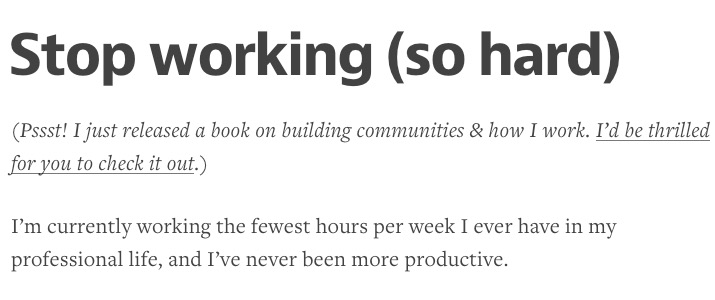 Stop working (so hard)
(Pssst! I just released a book on building communities & how I work. I’d be thrilled
for you to check it out.)
I’m currently working the fewest hours per week I ever have in my
professional life, and I’ve never been more productive.